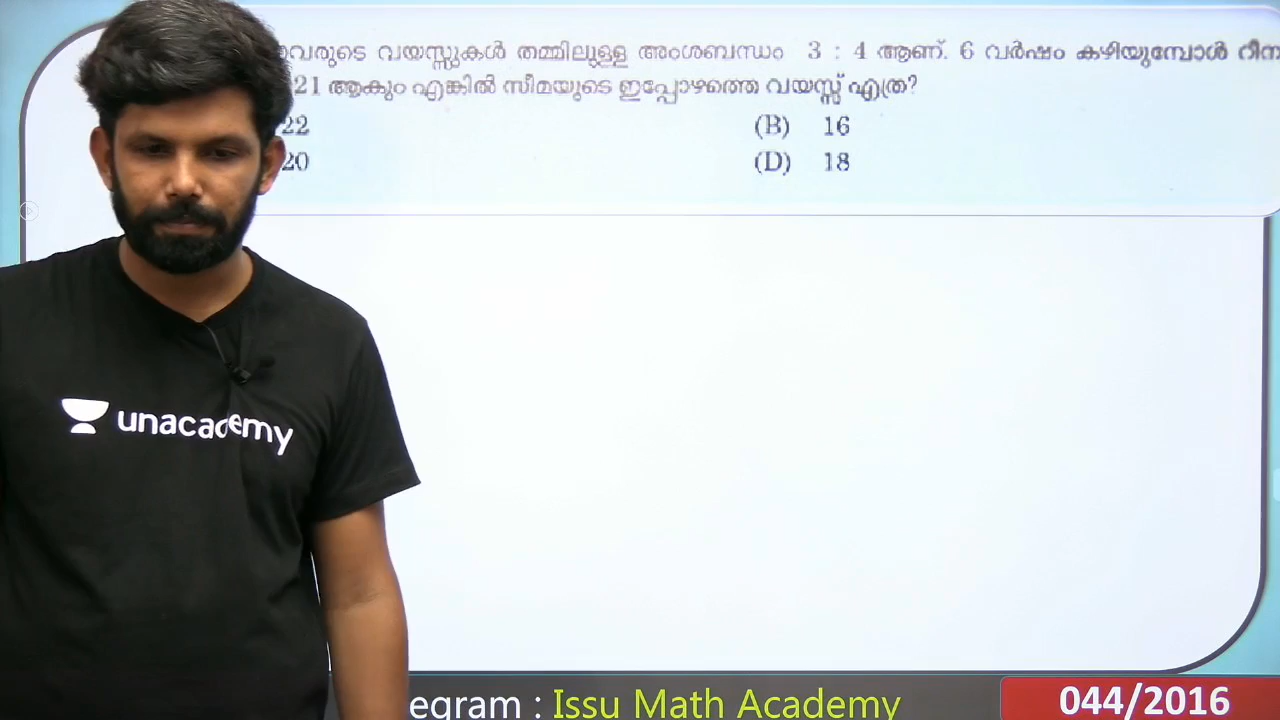 വരുടെ വയസ്സുകൾ തമ്മിലുള്ള അംശബന്ധം 3 : 4 ആണ്. 6 വർഷം കഴിയുമ്പോൾ റീന
21 ആകും എങ്കിൽ സീമയുടെ ഇപ്പോഴത്തെ വയസ്സ് എത്ര?
22 (B) 16
20 (D) 18
unacademy
egram : Issu Math Academy
044/2016